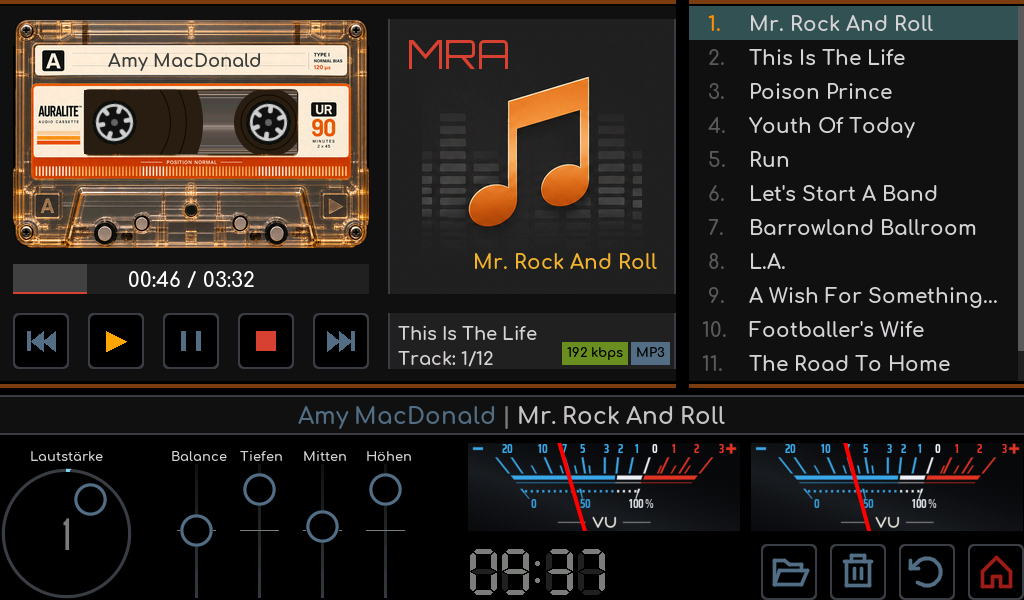 A
Amy MacDonald
TYPE I
NORMAL BIAS
120 µs
AURALITE
AUDIO CASSETTE
UR
90
MINUTES
2 x 45
POSITION NORMAL
A
00:46 / 03:32
MRA
Mr. Rock And Roll
This Is The Life
Track: 1/12
192 kbps
MP3
1. Mr. Rock And Roll
2. This Is The Life
3. Poison Prince
4. Youth Of Today
5. Run
6. Let's Start A Band
7. Barrowland Ballroom
8. L.A.
9. A Wish For Something...
10. Footballer's Wife
11. The Road To Home
Amy MacDonald | Mr. Rock And Roll
Lautstärke
1
Balance Tiefen Mitten Höhen
− 20 10 7 5 3 2 1 0 1 2 3 +
0 50 100 %
VU
− 20 10 7 5 3 2 1 0 1 2 3 +
0 50 100 %
VU
09:37